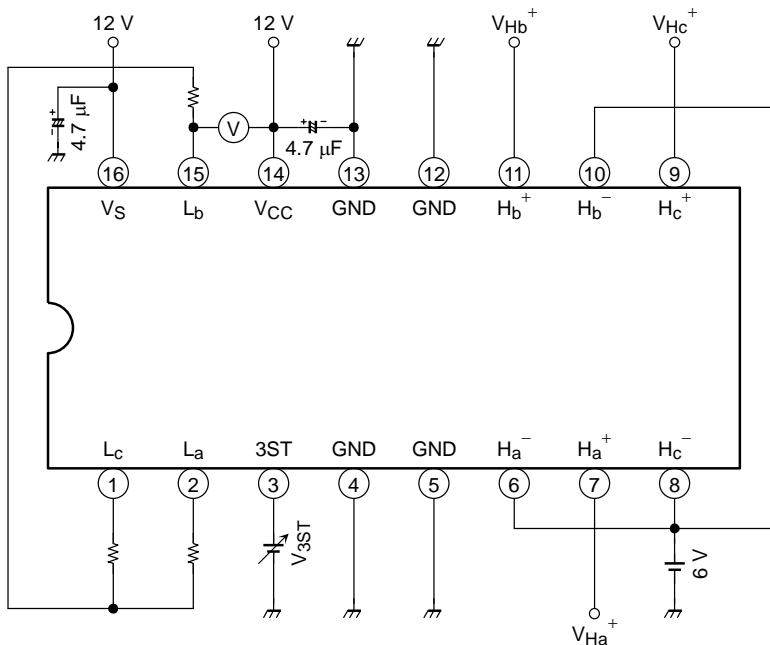 12 V 12 V V_Hb^+ V_Hc^+
4.7 μF
V
+ −
4.7 μF
16 15 14 13 12 11 10 9
V_S L_b V_CC GND GND H_b^+ H_b^− H_c^+
L_c L_a 3ST GND GND H_a^− H_a^+ H_c^−
1 2 3 4 5 6 7 8
V_3ST
6 V
V_Ha^+